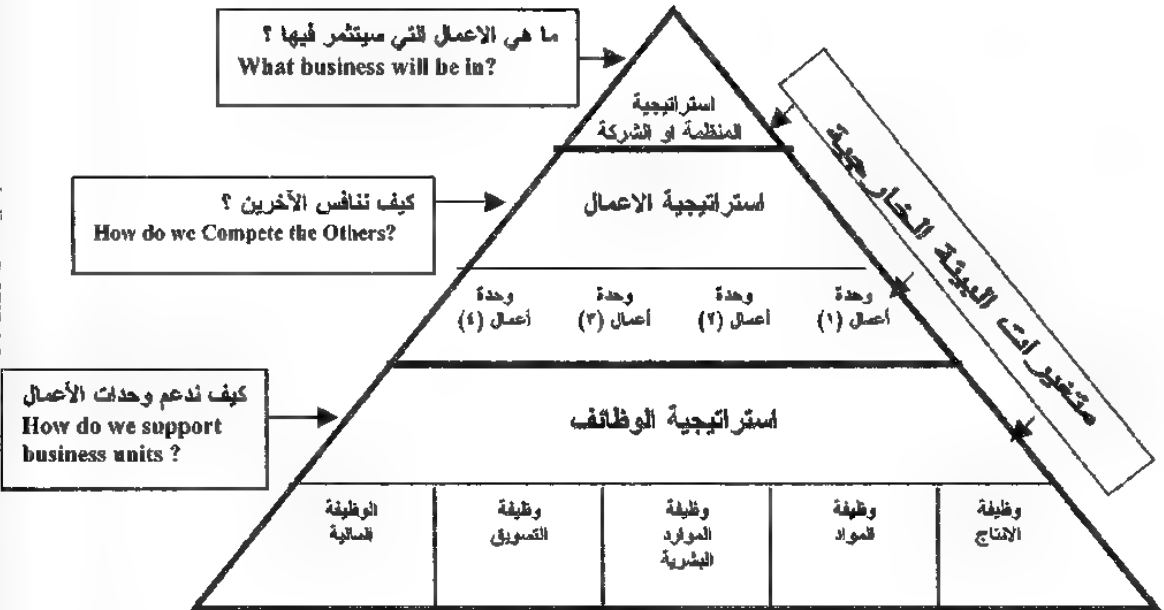 ما هي الاعمال التي سيتثمر فيها ؟
What business will be in?
استراتيجية
المنظمة او الشركة
متغيرات البيئة الخارجية
كيف تنافس الآخرين ؟
How do we Compete the Others?
استراتيجية الاعمال
وحدة
أعمال (١)
وحدة
أعمال (٢)
وحدة
أعمال (٣)
وحدة
أعمال (٤)
كيف ندعم وحدات الأعمال
How do we support
business units ?
استراتيجية الوظائف
وظيفة
الانتاج
وظيفة
المواد
وظيفة
الموارد
البشرية
وظيفة
التسويق
الوظيفة
المالية